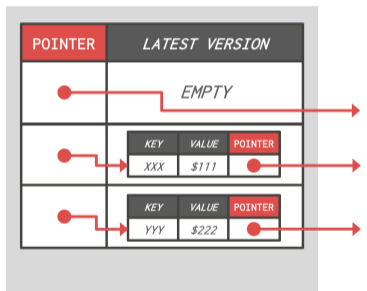 POINTER LATEST VERSION
EMPTY
KEY VALUE POINTER
XXX $111
KEY VALUE POINTER
YYY $222